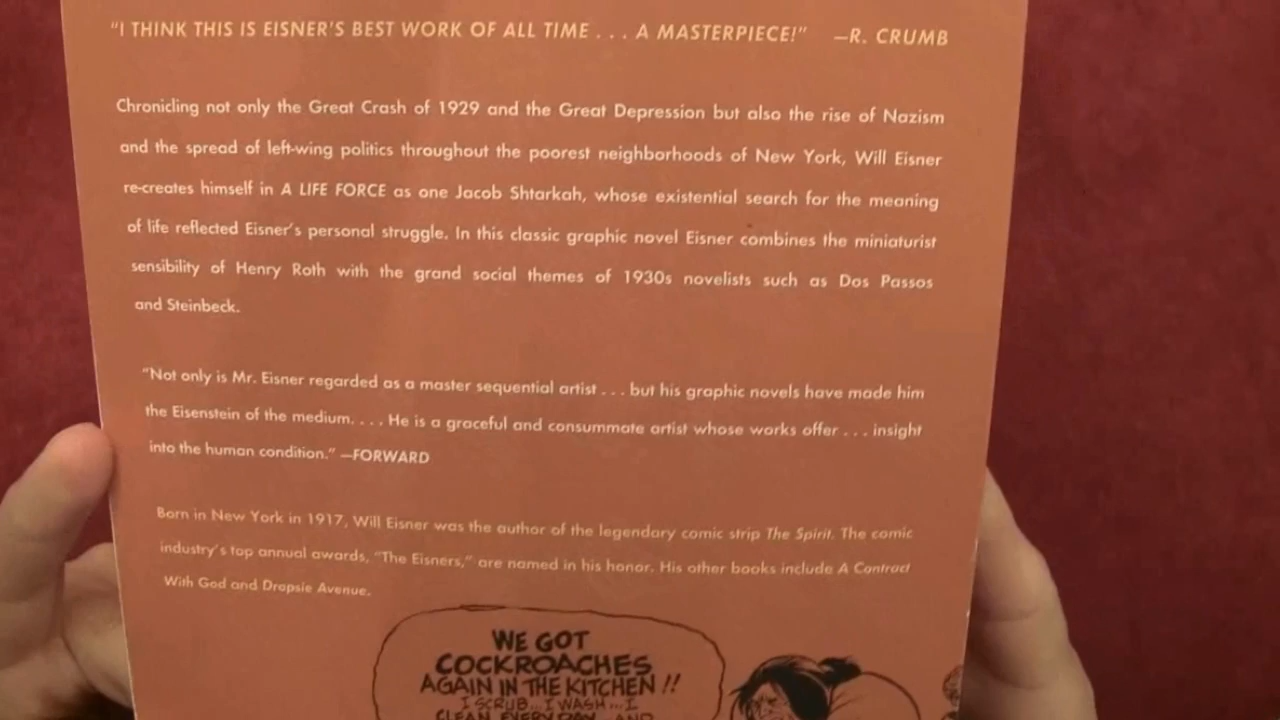 "I THINK THIS IS EISNER'S BEST WORK OF ALL TIME . . . A MASTERPIECE!" —R. CRUMB
Chronicling not only the Great Crash of 1929 and the Great Depression but also the rise of Nazism
and the spread of left-wing politics throughout the poorest neighborhoods of New York, Will Eisner
re-creates himself in A LIFE FORCE as one Jacob Shtarkah, whose existential search for the meaning
of life reflected Eisner's personal struggle. In this classic graphic novel Eisner combines the miniaturist
sensibility of Henry Roth with the grand social themes of 1930s novelists such as Dos Passos
and Steinbeck.
"Not only is Mr. Eisner regarded as a master sequential artist . . . but his graphic novels have made him
the Eisenstein of the medium. . . . He is a graceful and consummate artist whose works offer . . . insight
into the human condition." —FORWARD
Born in New York in 1917, Will Eisner was the author of the legendary comic strip The Spirit. The comic
industry's top annual awards, "The Eisners," are named in his honor. His other books include A Contract
With God and Dropsie Avenue.
WE GOT
COCKROACHES
AGAIN IN THE KITCHEN !!
I SCRUB... I WASH... I
CLEAN EVERY DAY... AND